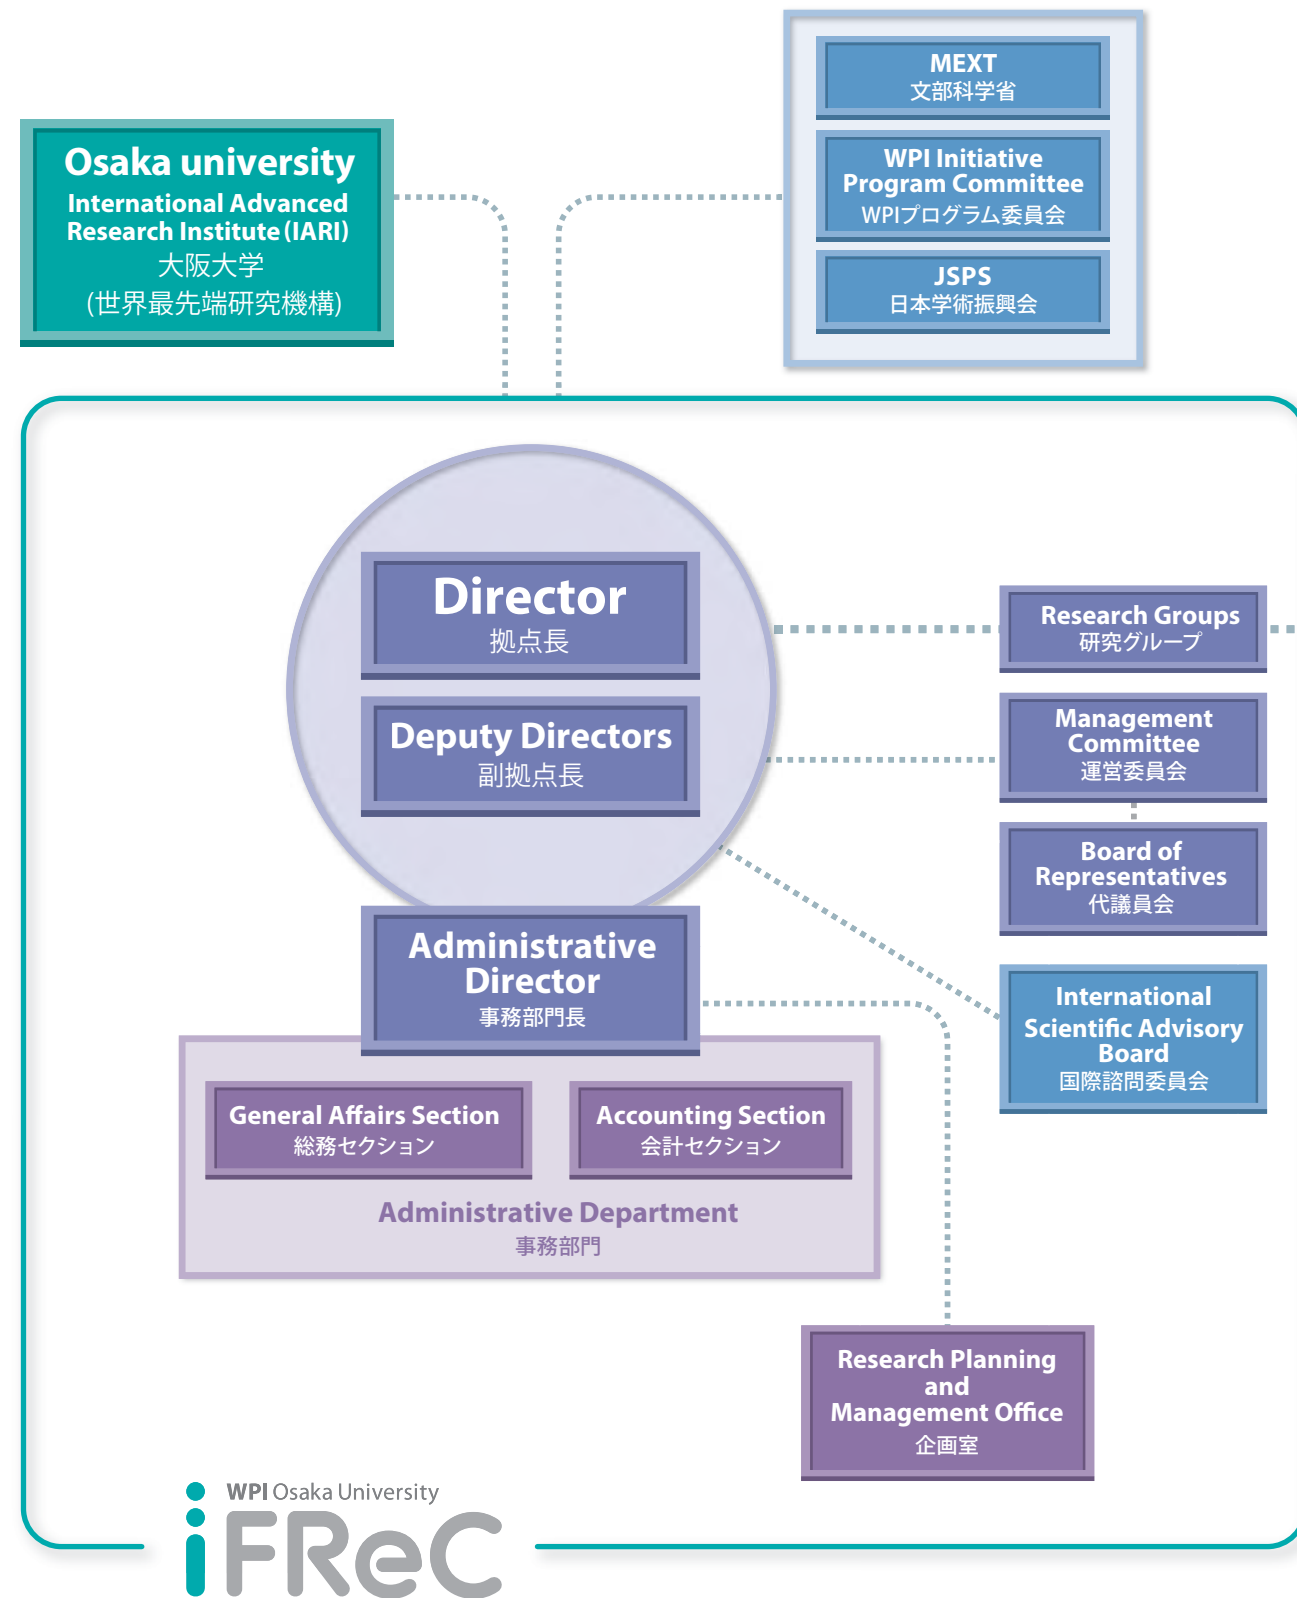 MEXT
文部科学省
WPI Initiative
Program Committee
WPIプログラム委員会
JSPS
日本学術振興会
Osaka university
International Advanced
Research Institute (IARI)
大阪大学
(世界最先端研究機構)
Director
拠点長
Deputy Directors
副拠点長
Administrative
Director
事務部門長
General Affairs Section
総務セクション
Accounting Section
会計セクション
Administrative Department
事務部門
Research Groups
研究グループ
Management
Committee
運営委員会
Board of
Representatives
代議員会
International
Scientific Advisory
Board
国際諮問委員会
Research Planning
and
Management Office
企画室
WPI Osaka University
iFReC